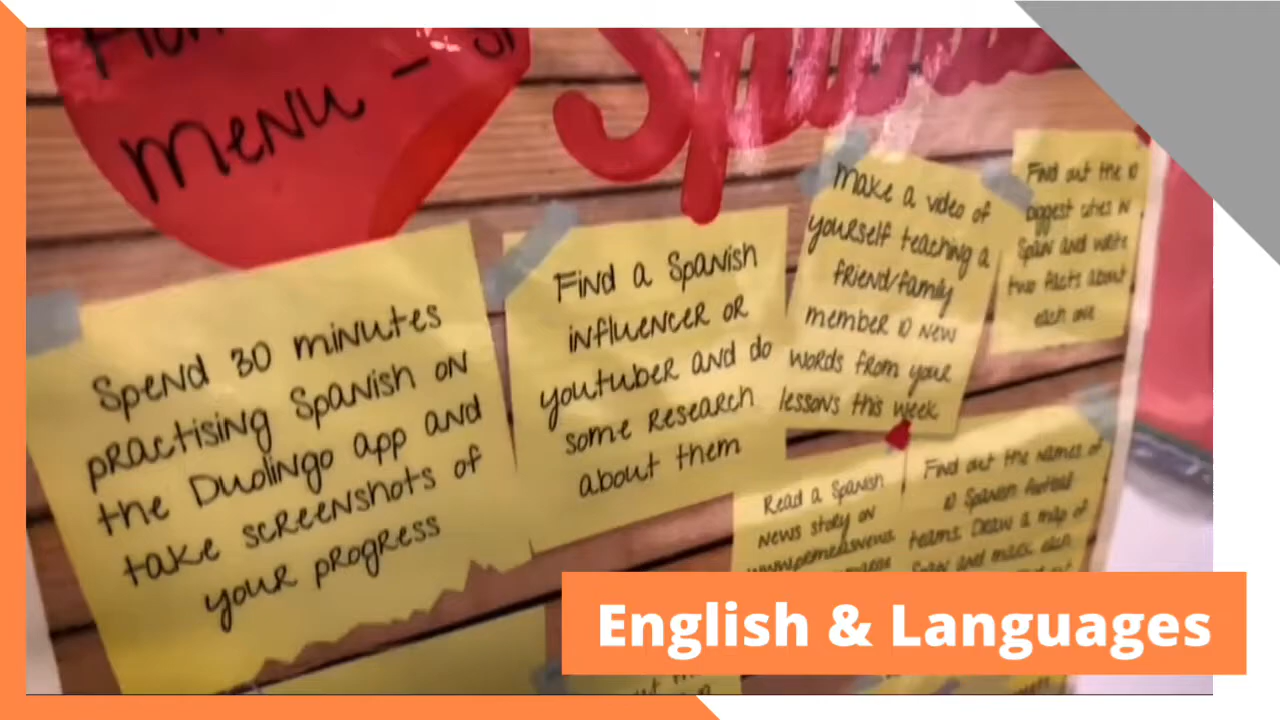 MENU -
Spend 30 minutes
practising Spanish on
the Duolingo app and
take screenshots of
your progress
Find a Spanish
influencer or
youtuber and do
some research
about them
Make a video of
yourself teaching a
friend/family
member 10 new
words from your
lessons this week
Find out the 10
biggest cities in
Spain and write
two facts about
each one
Read a Spanish
news story on
Find out the names of
10 Spanish football
teams. Draw a map of
Spain and mark each
English & Languages